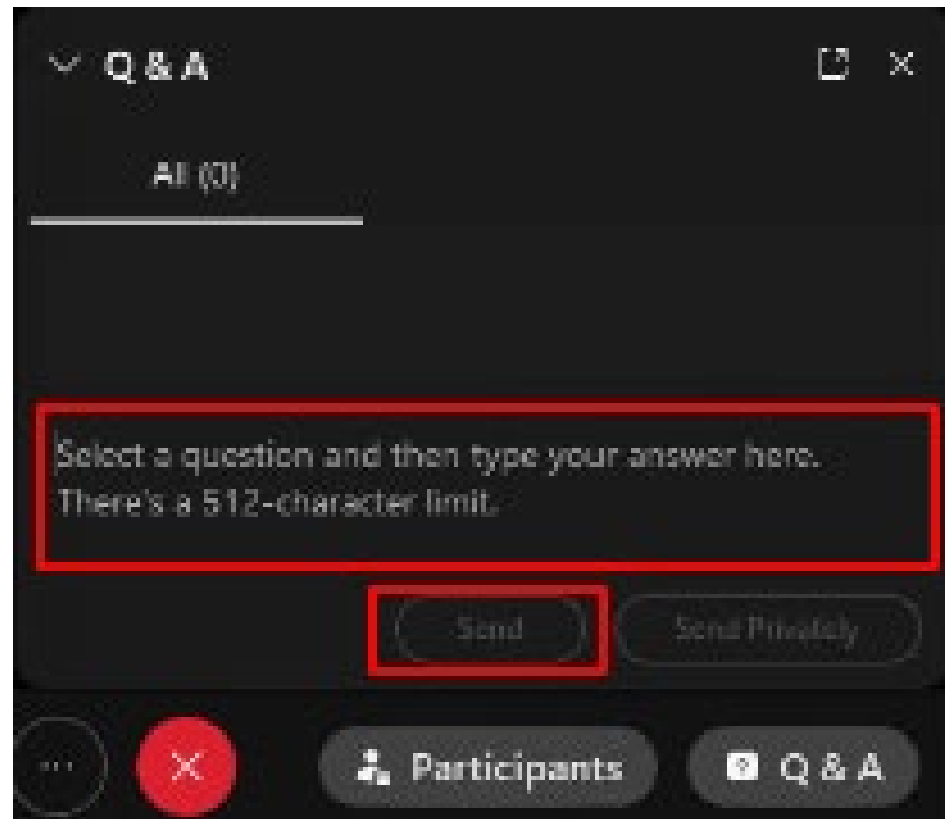 Q & A
All (0)
Select a question and then type your answer here.
There's a 512-character limit.
Send
Send Privately
Participants
Q & A